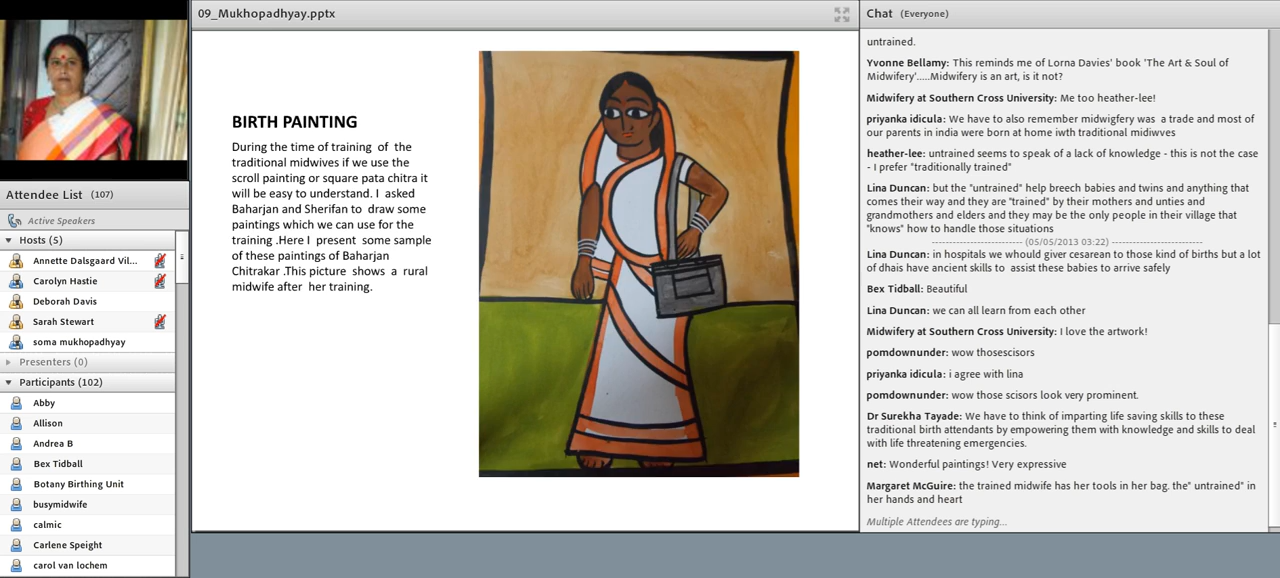 09_Mukhopadhyay.pptx
BIRTH PAINTING
During the time of training of the
traditional midwives if we use the
scroll painting or square pata chitra it
will be easy to understand. I asked
Baharjan and Sherifan to draw some
paintings which we can use for the
training .Here I present some sample
of these paintings of Baharjan
Chitrakar .This picture shows a rural
midwife after her training.
Attendee List (107)
Active Speakers
Hosts (5)
Annette Dalsgaard Vil...
Carolyn Hastie
Deborah Davis
Sarah Stewart
soma mukhopadhyay
Presenters (0)
Participants (102)
Abby
Allison
Andrea B
Bex Tidball
Botany Birthing Unit
busymidwife
calmic
Carlene Speight
carol van lochem
Chat (Everyone)
untrained.
Yvonne Bellamy: This reminds me of Lorna Davies' book 'The Art & Soul of
Midwifery'.....Midwifery is an art, is it not?
Midwifery at Southern Cross University: Me too heather-lee!
priyanka idicula: We have to also remember midwigfery was a trade and most of
our parents in india were born at home iwth traditional midiwves
heather-lee: untrained seems to speak of a lack of knowledge - this is not the case
- I prefer "traditionally trained"
Lina Duncan: but the "untrained" help breech babies and twins and anything that
comes their way and they are "trained" by their mothers and unties and
grandmothers and elders and they may be the only people in their village that
"knows" how to handle those situations
(05/05/2013 03:22)
Lina Duncan: in hospitals we whould giver cesarean to those kind of births but a lot
of dhais have ancient skills to assist these babies to arrive safely
Bex Tidball: Beautiful
Lina Duncan: we can all learn from each other
Midwifery at Southern Cross University: I love the artwork!
pomdownunder: wow thosescisors
priyanka idicula: i agree with lina
pomdownunder: wow those scisors look very prominent.
Dr Surekha Tayade: We have to think of imparting life saving skills to these
traditional birth attendants by empowering them with knowledge and skills to deal
with life threatening emergencies.
net: Wonderful paintings! Very expressive
Margaret McGuire: the trained midwife has her tools in her bag. the" untrained" in
her hands and heart
Multiple Attendees are typing...